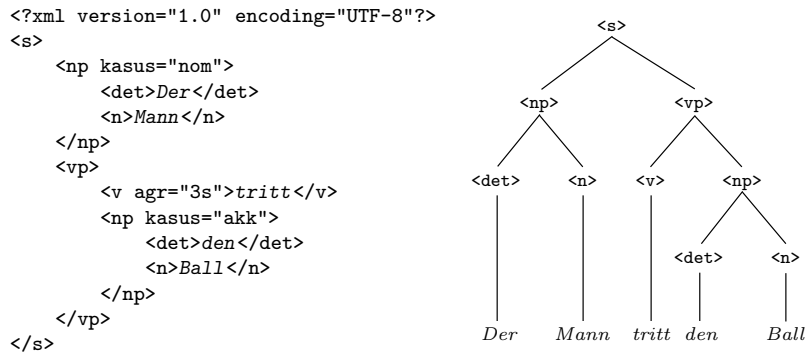 <?xml version="1.0" encoding="UTF-8"?>
<s>
    <np kasus="nom">
        <det>Der</det>
        <n>Mann</n>
    </np>
    <vp>
        <v agr="3s">tritt</v>
        <np kasus="akk">
            <det>den</det>
            <n>Ball</n>
        </np>
    </vp>
</s>
<s>
<np> <vp>
<det> <n> <v> <np>
<det> <n>
Der Mann tritt den Ball